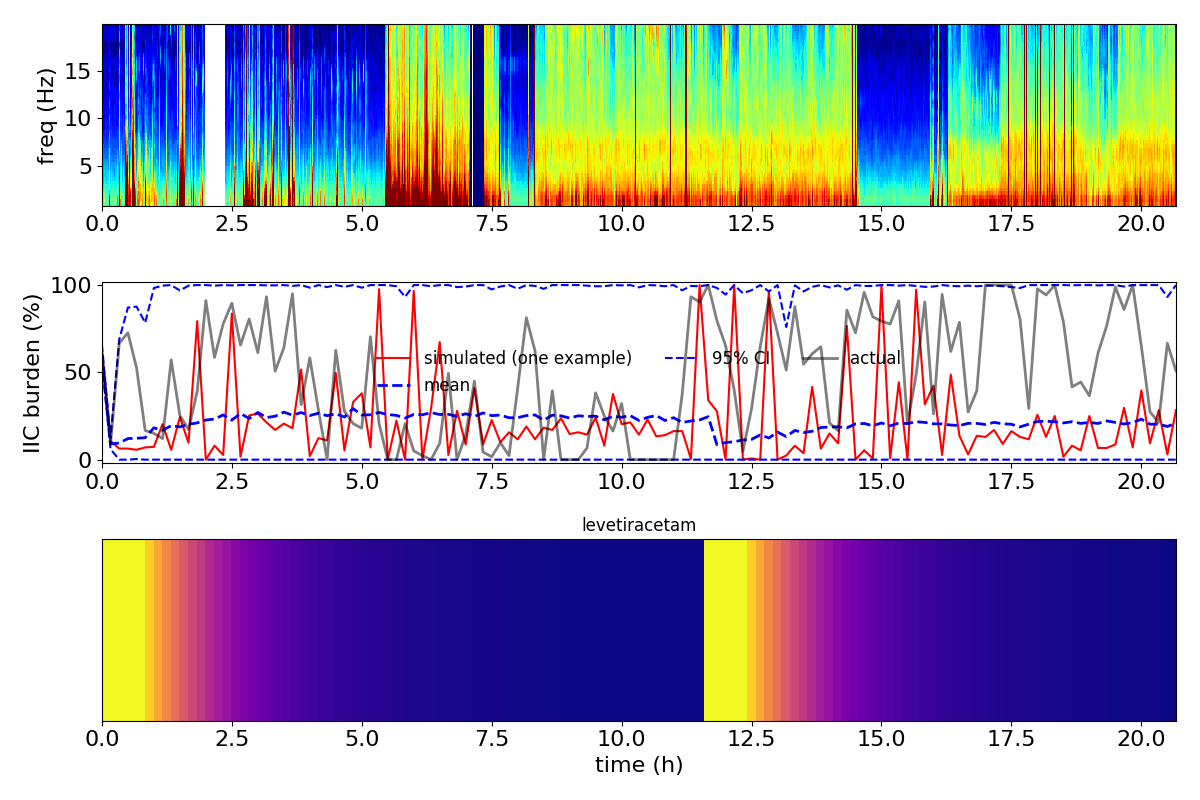 freq (Hz)
15
10
5
0.0 2.5 5.0 7.5 10.0 12.5 15.0 17.5 20.0
IIC burden (%)
100
50
0
simulated (one example) 95% CI actual
mean
0.0 2.5 5.0 7.5 10.0 12.5 15.0 17.5 20.0
levetiracetam
0.0 2.5 5.0 7.5 10.0 12.5 15.0 17.5 20.0
time (h)